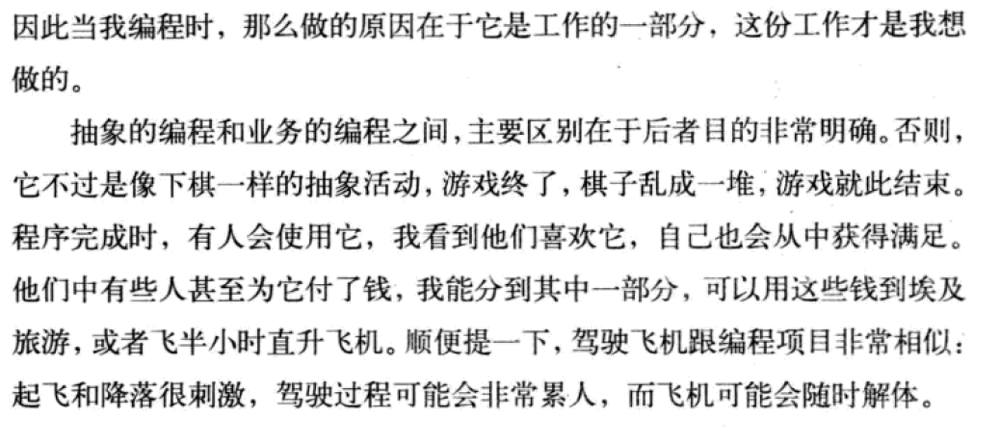 因此当我编程时，那么做的原因在于它是工作的一部分，这份工作才是我想
做的。
抽象的编程和业务的编程之间，主要区别在于后者目的非常明确。否则，
它不过是像下棋一样的抽象活动，游戏终了，棋子乱成一堆，游戏就此结束。
程序完成时，有人会使用它，我看到他们喜欢它，自己也会从中获得满足。
他们中有些人甚至为它付了钱，我能分到其中一部分，可以用这些钱到埃及
旅游，或者飞半小时直升飞机。顺便提一下，驾驶飞机跟编程项目非常相似：
起飞和降落很刺激，驾驶过程可能会非常累人，而飞机可能会随时解体。